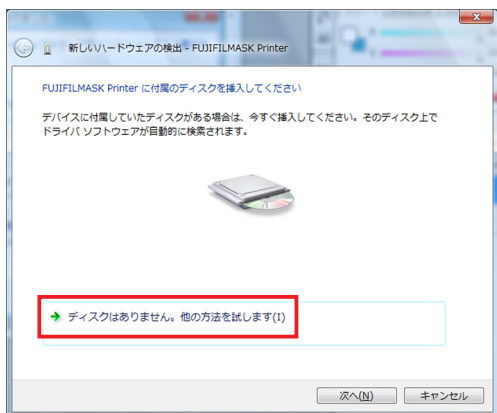 新しいハードウェアの検出 - FUJIFILMASK Printer
FUJIFILMASK Printer に付属のディスクを挿入してください
デバイスに付属していたディスクがある場合は、今すぐ挿入してください。そのディスク上で
ドライバ ソフトウェアが自動的に検索されます。
ディスクはありません。他の方法を試します(I)
次へ(N)
キャンセル